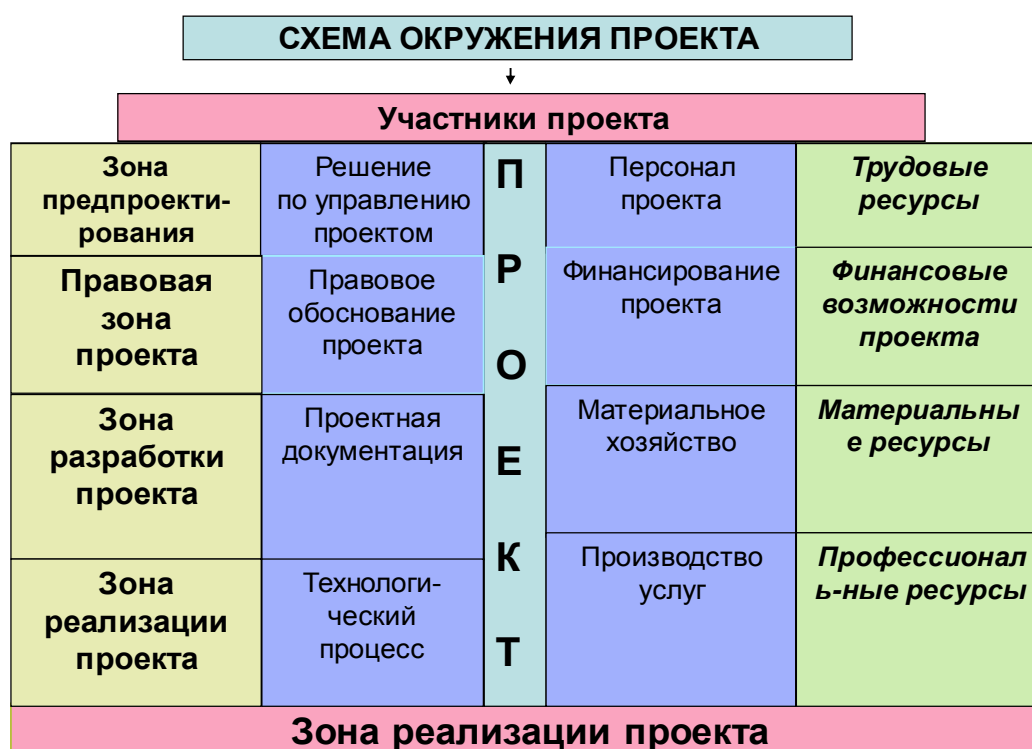 СХЕМА ОКРУЖЕНИЯ ПРОЕКТА
Участники проекта
Зона
предпроекти-
рования
Решение
по управлению
проектом
П
Р
О
Е
К
Т
Персонал
проекта
Трудовые
ресурсы
Правовая
зона
проекта
Правовое
обоснование
проекта
Финансирование
проекта
Финансовые
возможности
проекта
Зона
разработки
проекта
Проектная
документация
Материальное
хозяйство
Материальны
е ресурсы
Зона
реализации
проекта
Технологи-
ческий
процесс
Производство
услуг
Профессионал
ь-ные ресурсы
Зона реализации проекта